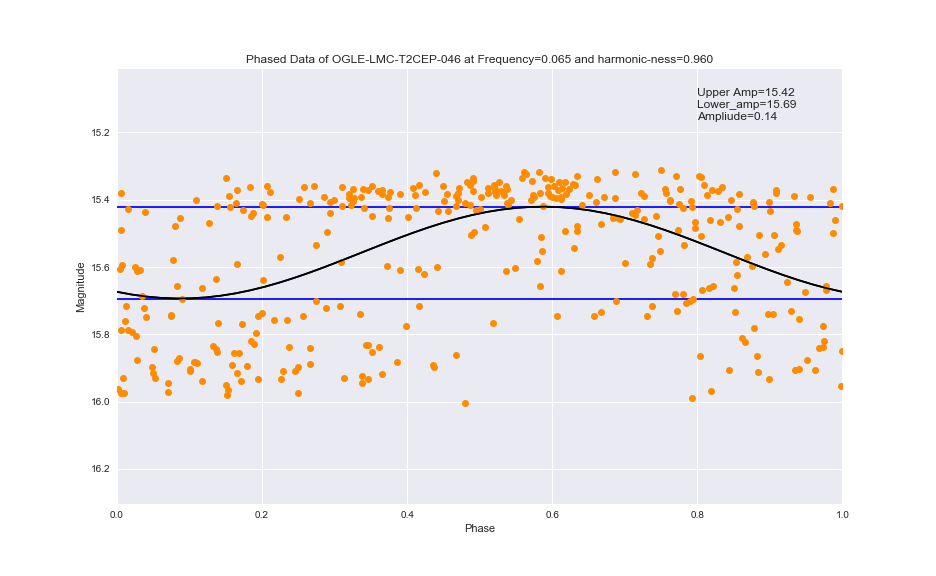 Phased Data of OGLE-LMC-T2CEP-046 at Frequency=0.065 and harmonic-ness=0.960
Upper Amp=15.42
Lower_amp=15.69
Ampliude=0.14
15.2
15.4
15.6
15.8
16.0
16.2
Magnitude
0.0 0.2 0.4 0.6 0.8 1.0
Phase